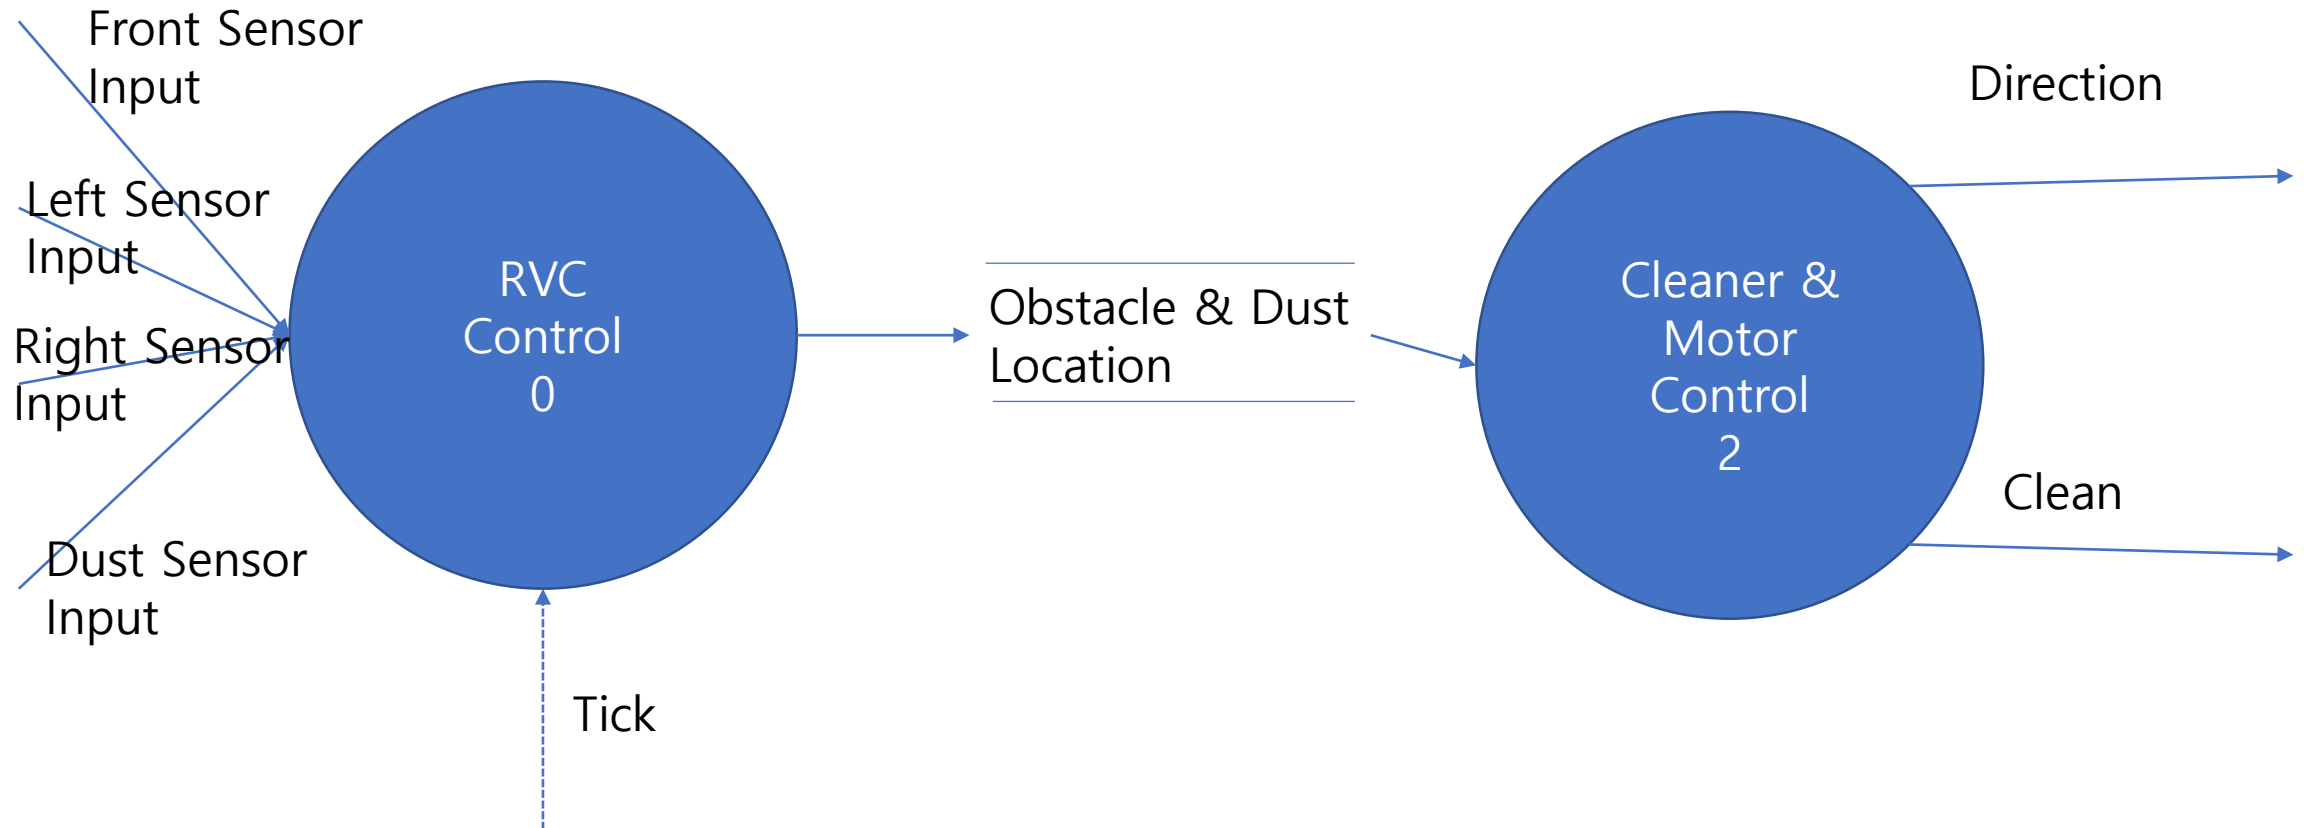 Front Sensor
Input
Left Sensor
Input
Right Sensor
Input
Dust Sensor
Input
RVC
Control
0
Tick
Obstacle & Dust
Location
Cleaner &
Motor
Control
2
Direction
Clean